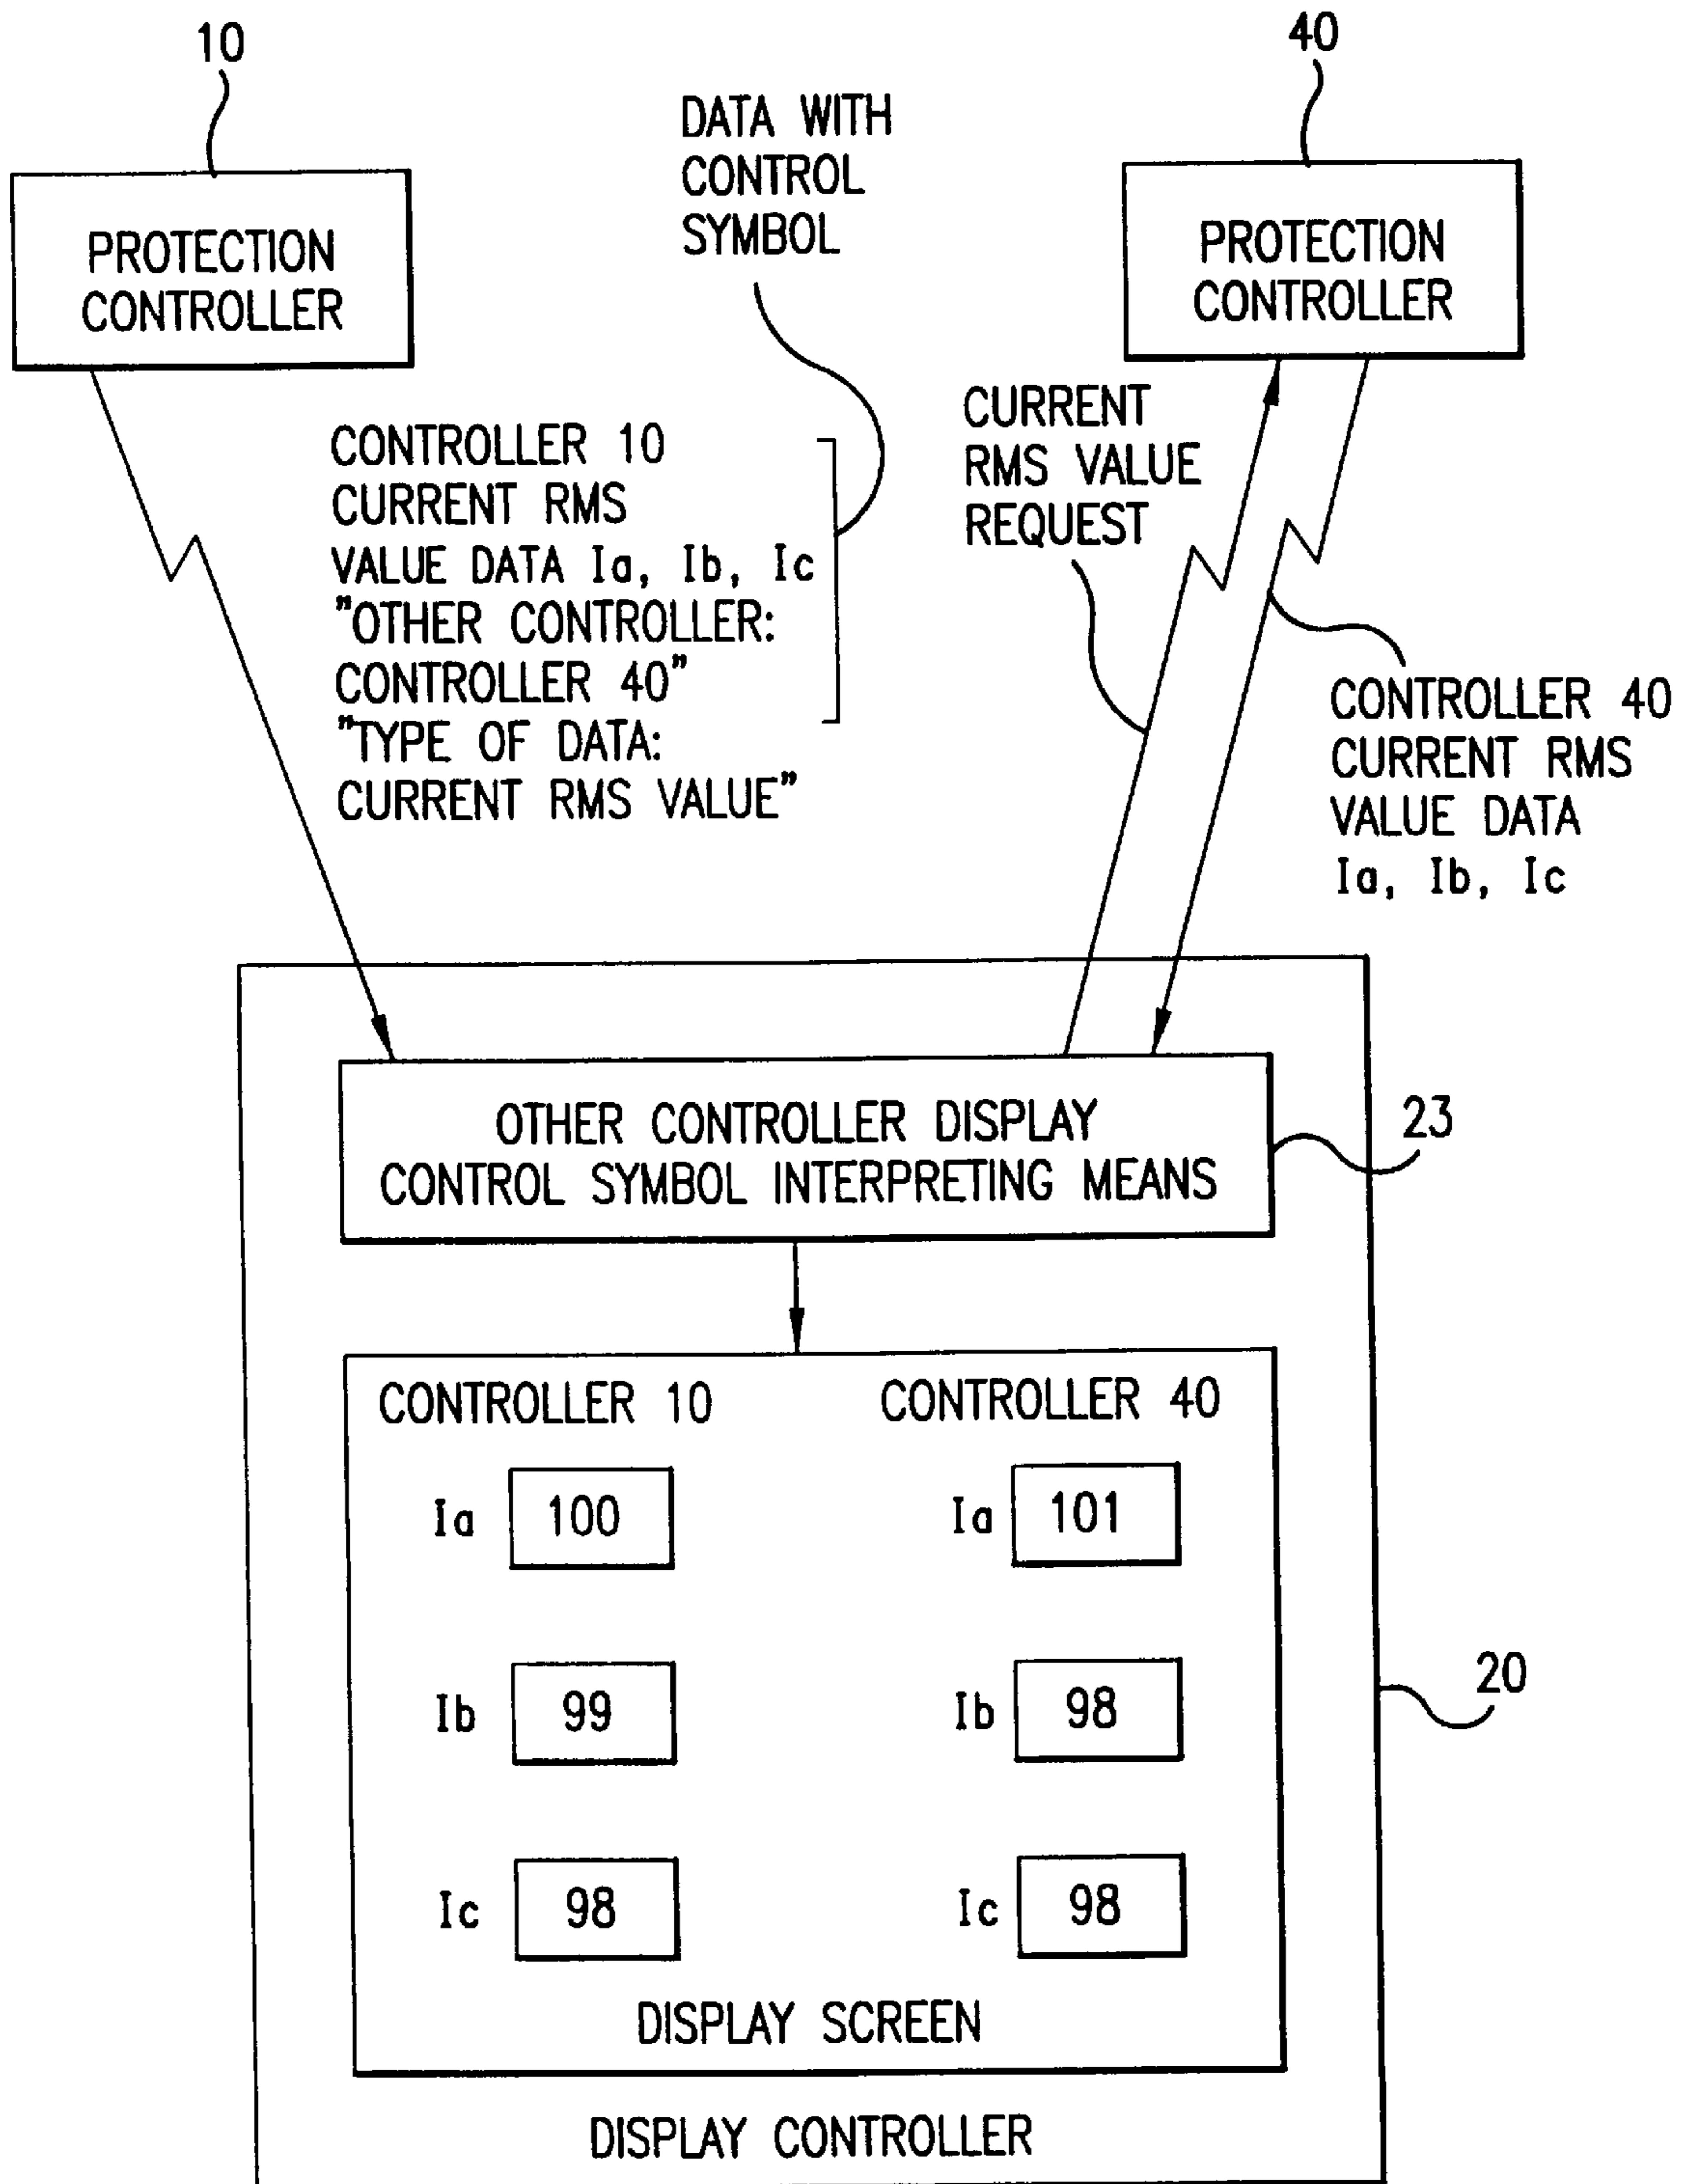 10
40
DATA WITH
CONTROL
SYMBOL
PROTECTION
CONTROLLER
PROTECTION
CONTROLLER
CONTROLLER 10
CURRENT RMS
VALUE DATA Ia, Ib, Ic
"OTHER CONTROLLER:
CONTROLLER 40"
"TYPE OF DATA:
CURRENT RMS VALUE"
CURRENT
RMS VALUE
REQUEST
CONTROLLER 40
CURRENT RMS
VALUE DATA
Ia, Ib, Ic
OTHER CONTROLLER DISPLAY
CONTROL SYMBOL INTERPRETING MEANS
23
CONTROLLER 10
CONTROLLER 40
Ia 100
Ia 101
Ib 99
Ib 98
20
Ic 98
Ic 98
DISPLAY SCREEN
DISPLAY CONTROLLER